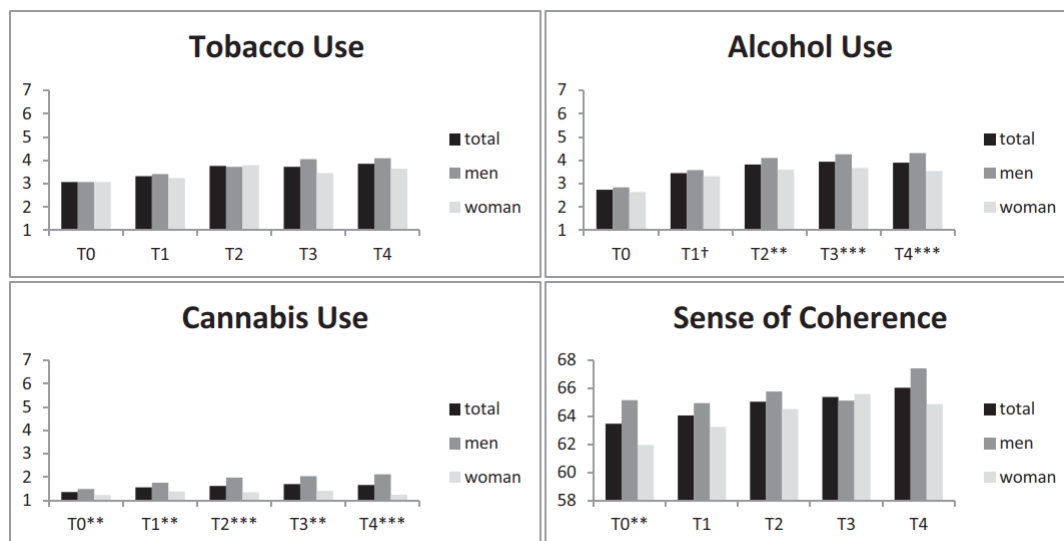 Tobacco Use
7
6
5
4
3
2
1
T0 T1 T2 T3 T4
total
men
woman
Alcohol Use
7
6
5
4
3
2
1
T0 T1† T2** T3*** T4***
total
men
woman
Cannabis Use
7
6
5
4
3
2
1
T0** T1** T2*** T3** T4***
total
men
woman
Sense of Coherence
68
66
64
62
60
58
T0** T1 T2 T3 T4
total
men
woman